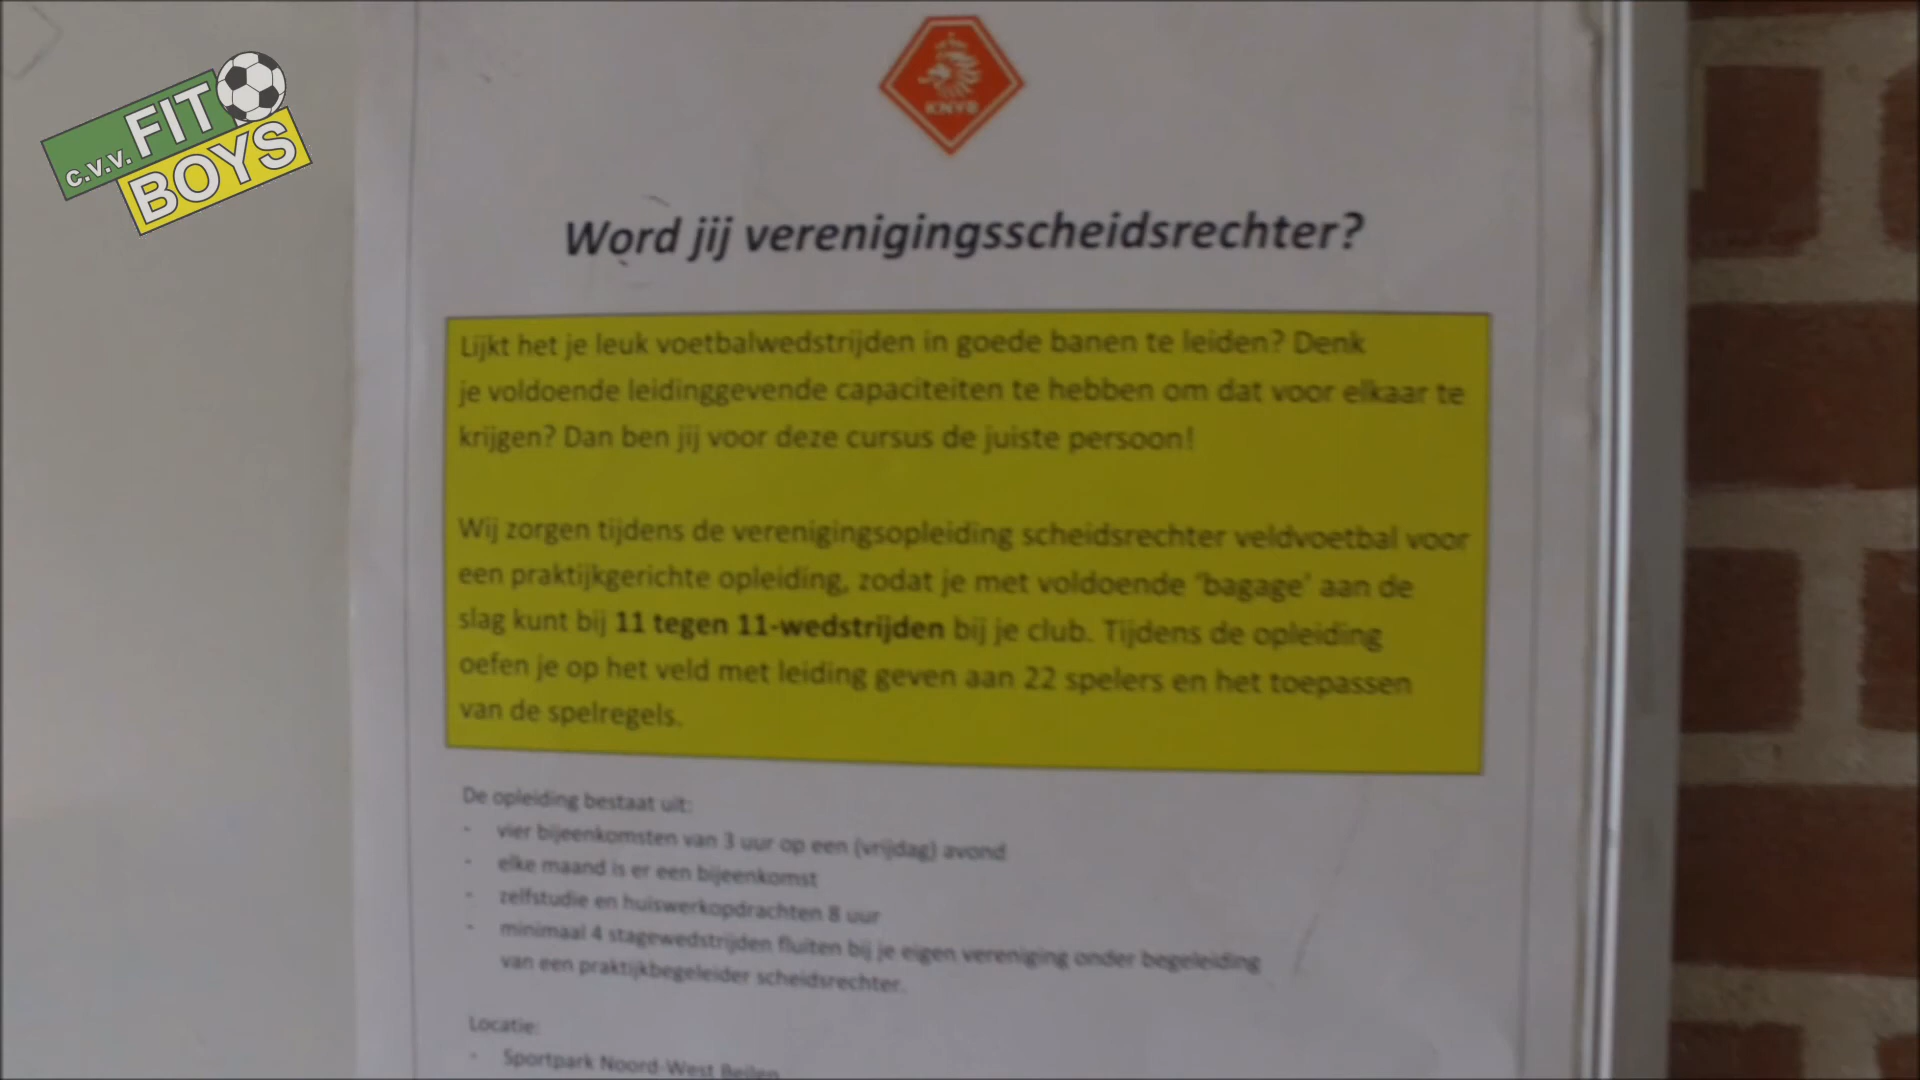 c.v.v. FIT
BOYS
KNVB
Word jij verenigingsscheidsrechter?
Lijkt het je leuk voetbalwedstrijden in goede banen te leiden? Denk
je voldoende leidinggevende capaciteiten te hebben om dat voor elkaar te
krijgen? Dan ben jij voor deze cursus de juiste persoon!
Wij zorgen tijdens de verenigingsopleiding scheidsrechter veldvoetbal voor
een praktijkgerichte opleiding, zodat je met voldoende "bagage' aan de
slag kunt bij 11 tegen 11-wedstrijden bij je club. Tijdens de opleiding
oefen je op het veld met leiding geven aan 22 spelers en het toepassen
van de spelregels.
De opleiding bestaat uit:
- vier bijeenkomsten van 3 uur op een (vrijdag) avond
- elke maand is er een bijeenkomst
- zelfstudie en huiswerkopdrachten 8 uur
- minimaal 4 stagewedstrijden fluiten bij je eigen vereniging onder begeleiding
van een praktijkbegeleider scheidsrechter.
Locatie:
- Sportpark Noord-West Beilen